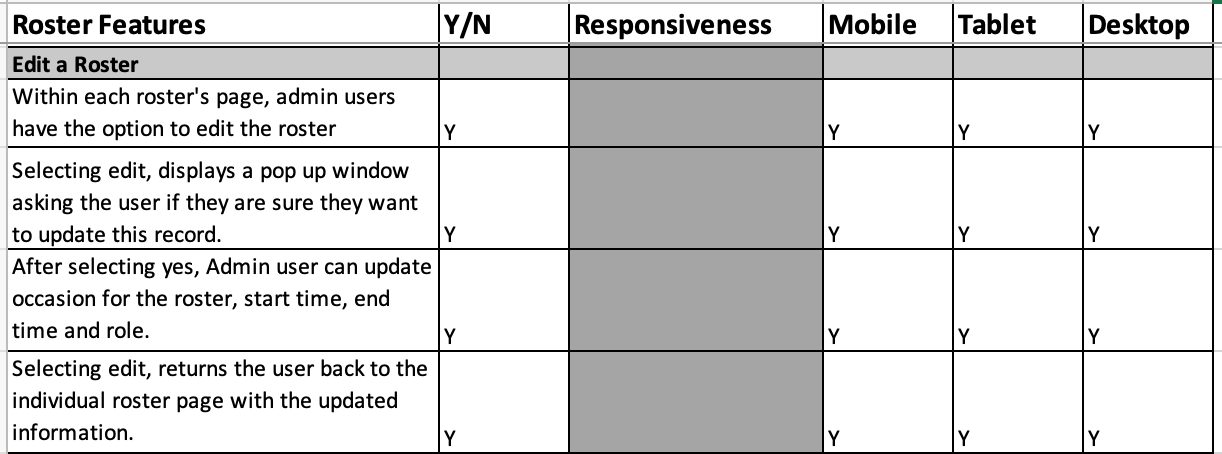 Roster Features Y/N Responsiveness Mobile Tablet Desktop
Edit a Roster
Within each roster's page, admin users
have the option to edit the roster Y Y Y Y
Selecting edit, displays a pop up window
asking the user if they are sure they want
to update this record. Y Y Y Y
After selecting yes, Admin user can update
occasion for the roster, start time, end
time and role. Y Y Y Y
Selecting edit, returns the user back to the
individual roster page with the updated
information. Y Y Y Y